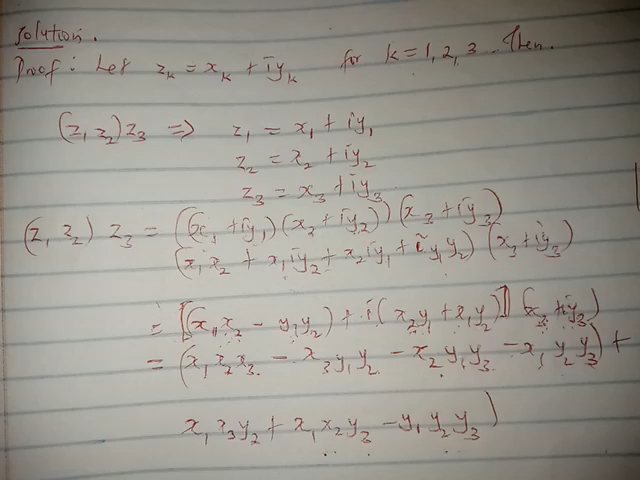 Solution.
Proof: Let z_k = x_k + iy_k for k = 1, 2, 3. Then.
(z_1 z_2) z_3 => z_1 = x_1 + iy_1
z_2 = x_2 + iy_2
z_3 = x_3 + iy_3
(z_1 z_2) z_3 = ((x_1 + iy_1)(x_2 + iy_2))(x_3 + iy_3)
(x_1 x_2 + x_1 iy_2 + x_2 iy_1 + i^2 y_1 y_2)(x_3 + iy_3)
= [(x_1 x_2 - y_1 y_2) + i(x_2 y_1 + x_1 y_2)](x_3 + iy_3)
= (x_1 x_2 x_3 - x_3 y_1 y_2 - x_2 y_1 y_3 - x_1 y_2 y_3) +
x_1 x_3 y_2 + x_1 x_2 y_3 - y_1 y_2 y_3)